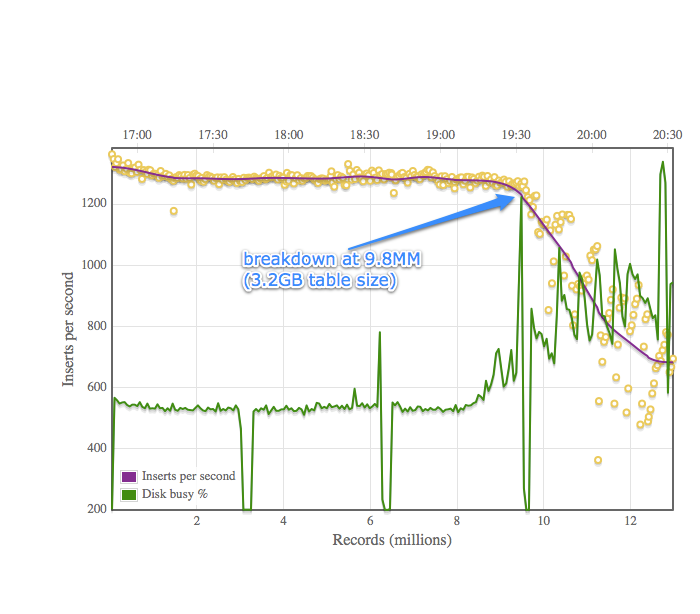 17:00 17:30 18:00 18:30 19:00 19:30 20:00 20:30
1200
1000
800
600
400
200
Inserts per second
breakdown at 9.8MM
(3.2GB table size)
Inserts per second
Disk busy %
2 4 6 8 10 12
Records (millions)